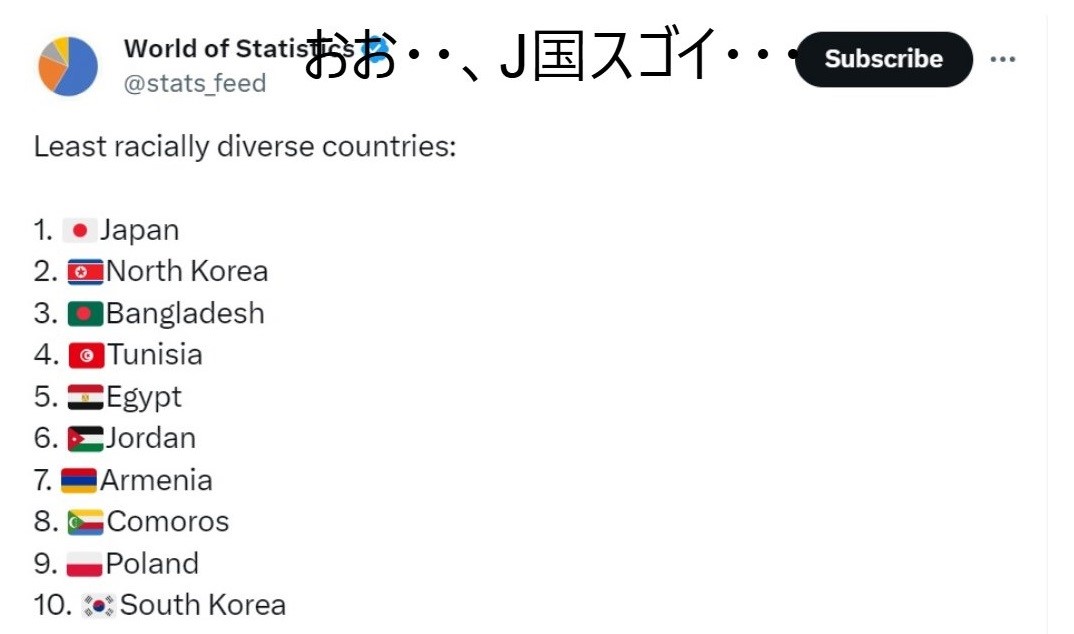 World of Statistics
おお・・、J国スゴイ・・・
Subscribe
@stats_feed
Least racially diverse countries:
1. Japan
2. North Korea
3. Bangladesh
4. Tunisia
5. Egypt
6. Jordan
7. Armenia
8. Comoros
9. Poland
10. South Korea